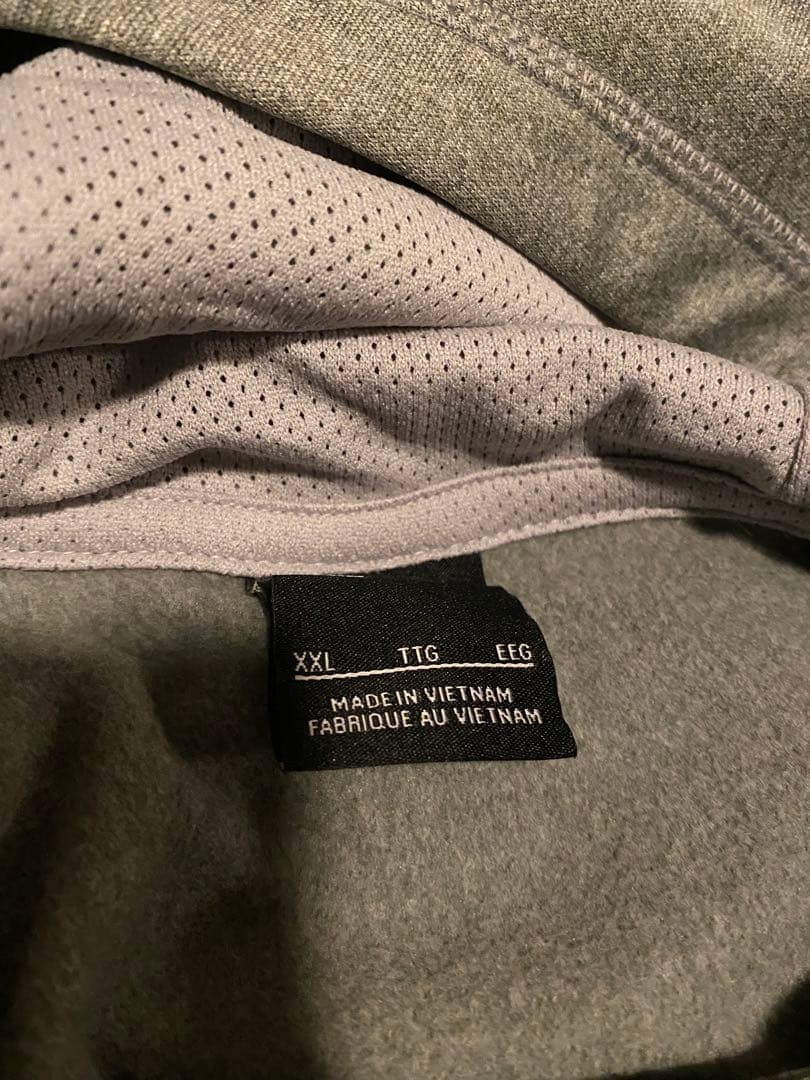 XXL TTG EEG
MADE IN VIETNAM
FABRIQUE AU VIETNAM